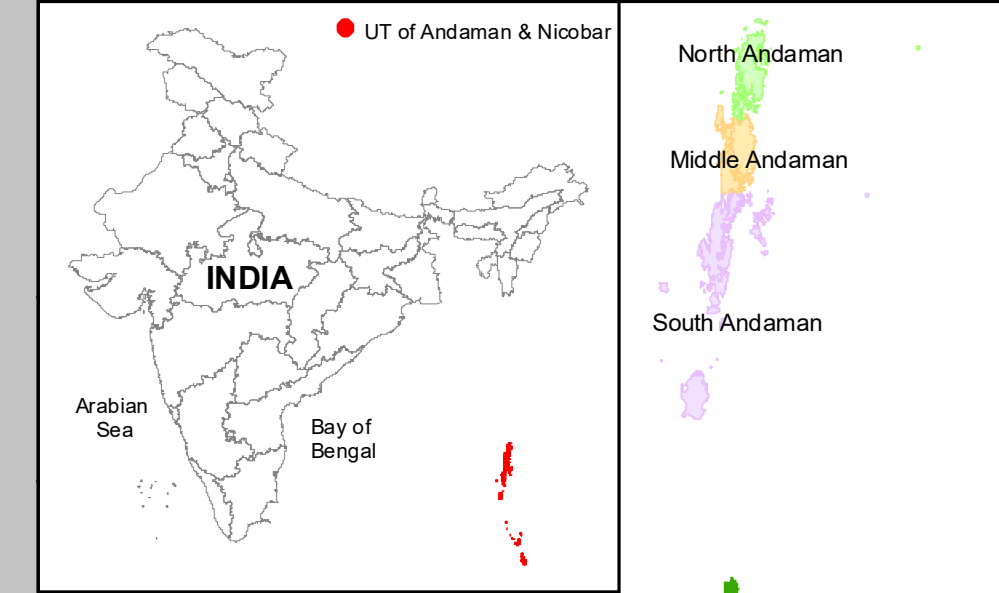 UT of Andaman & Nicobar
INDIA
Arabian
Sea
Bay of
Bengal
North Andaman
Middle Andaman
South Andaman